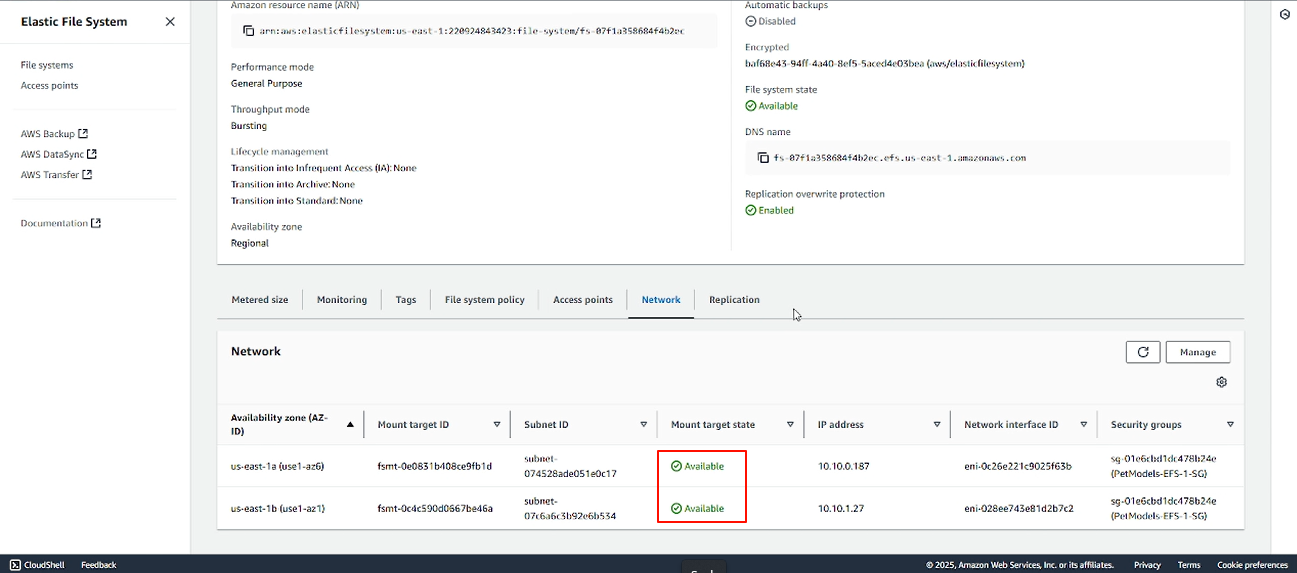 Elastic File System
File systems
Access points
AWS Backup
AWS DataSync
AWS Transfer
Documentation
Amazon resource name (ARN)
arn:aws:elasticfilesystem:us-east-1:220924843423:file-system/fs-07f1a358684f4b2ec
Performance mode
General Purpose
Throughput mode
Bursting
Lifecycle management
Transition into Infrequent Access (IA): None
Transition into Archive: None
Transition into Standard: None
Availability zone
Regional
Automatic backups
Disabled
Encrypted
baf68e43-94ff-4a40-8ef5-5aced4e03bea (aws/elasticfilesystem)
File system state
Available
DNS name
fs-07f1a358684f4b2ec.efs.us-east-1.amazonaws.com
Replication overwrite protection
Enabled
Metered size Monitoring Tags File system policy Access points Network Replication
Network
Manage
Availability zone (AZ-
ID) Mount target ID Subnet ID Mount target state IP address Network interface ID Security groups
us-east-1a (use1-az6) fsmt-0e0831b408ce9fb1d subnet-
074528ade051e0c17 Available 10.10.0.187 eni-0c26e221c9025f63b sg-01e6cbd1dc478b24e
(PetModels-EFS-1-SG)
us-east-1b (use1-az1) fsmt-0c4c590d0667be46a subnet-
07c6a6c3b92e6b534 Available 10.10.1.27 eni-028ee743e81d2b7c2 sg-01e6cbd1dc478b24e
(PetModels-EFS-1-SG)
CloudShell Feedback © 2025, Amazon Web Services, Inc. or its affiliates. Privacy Terms Cookie preferences